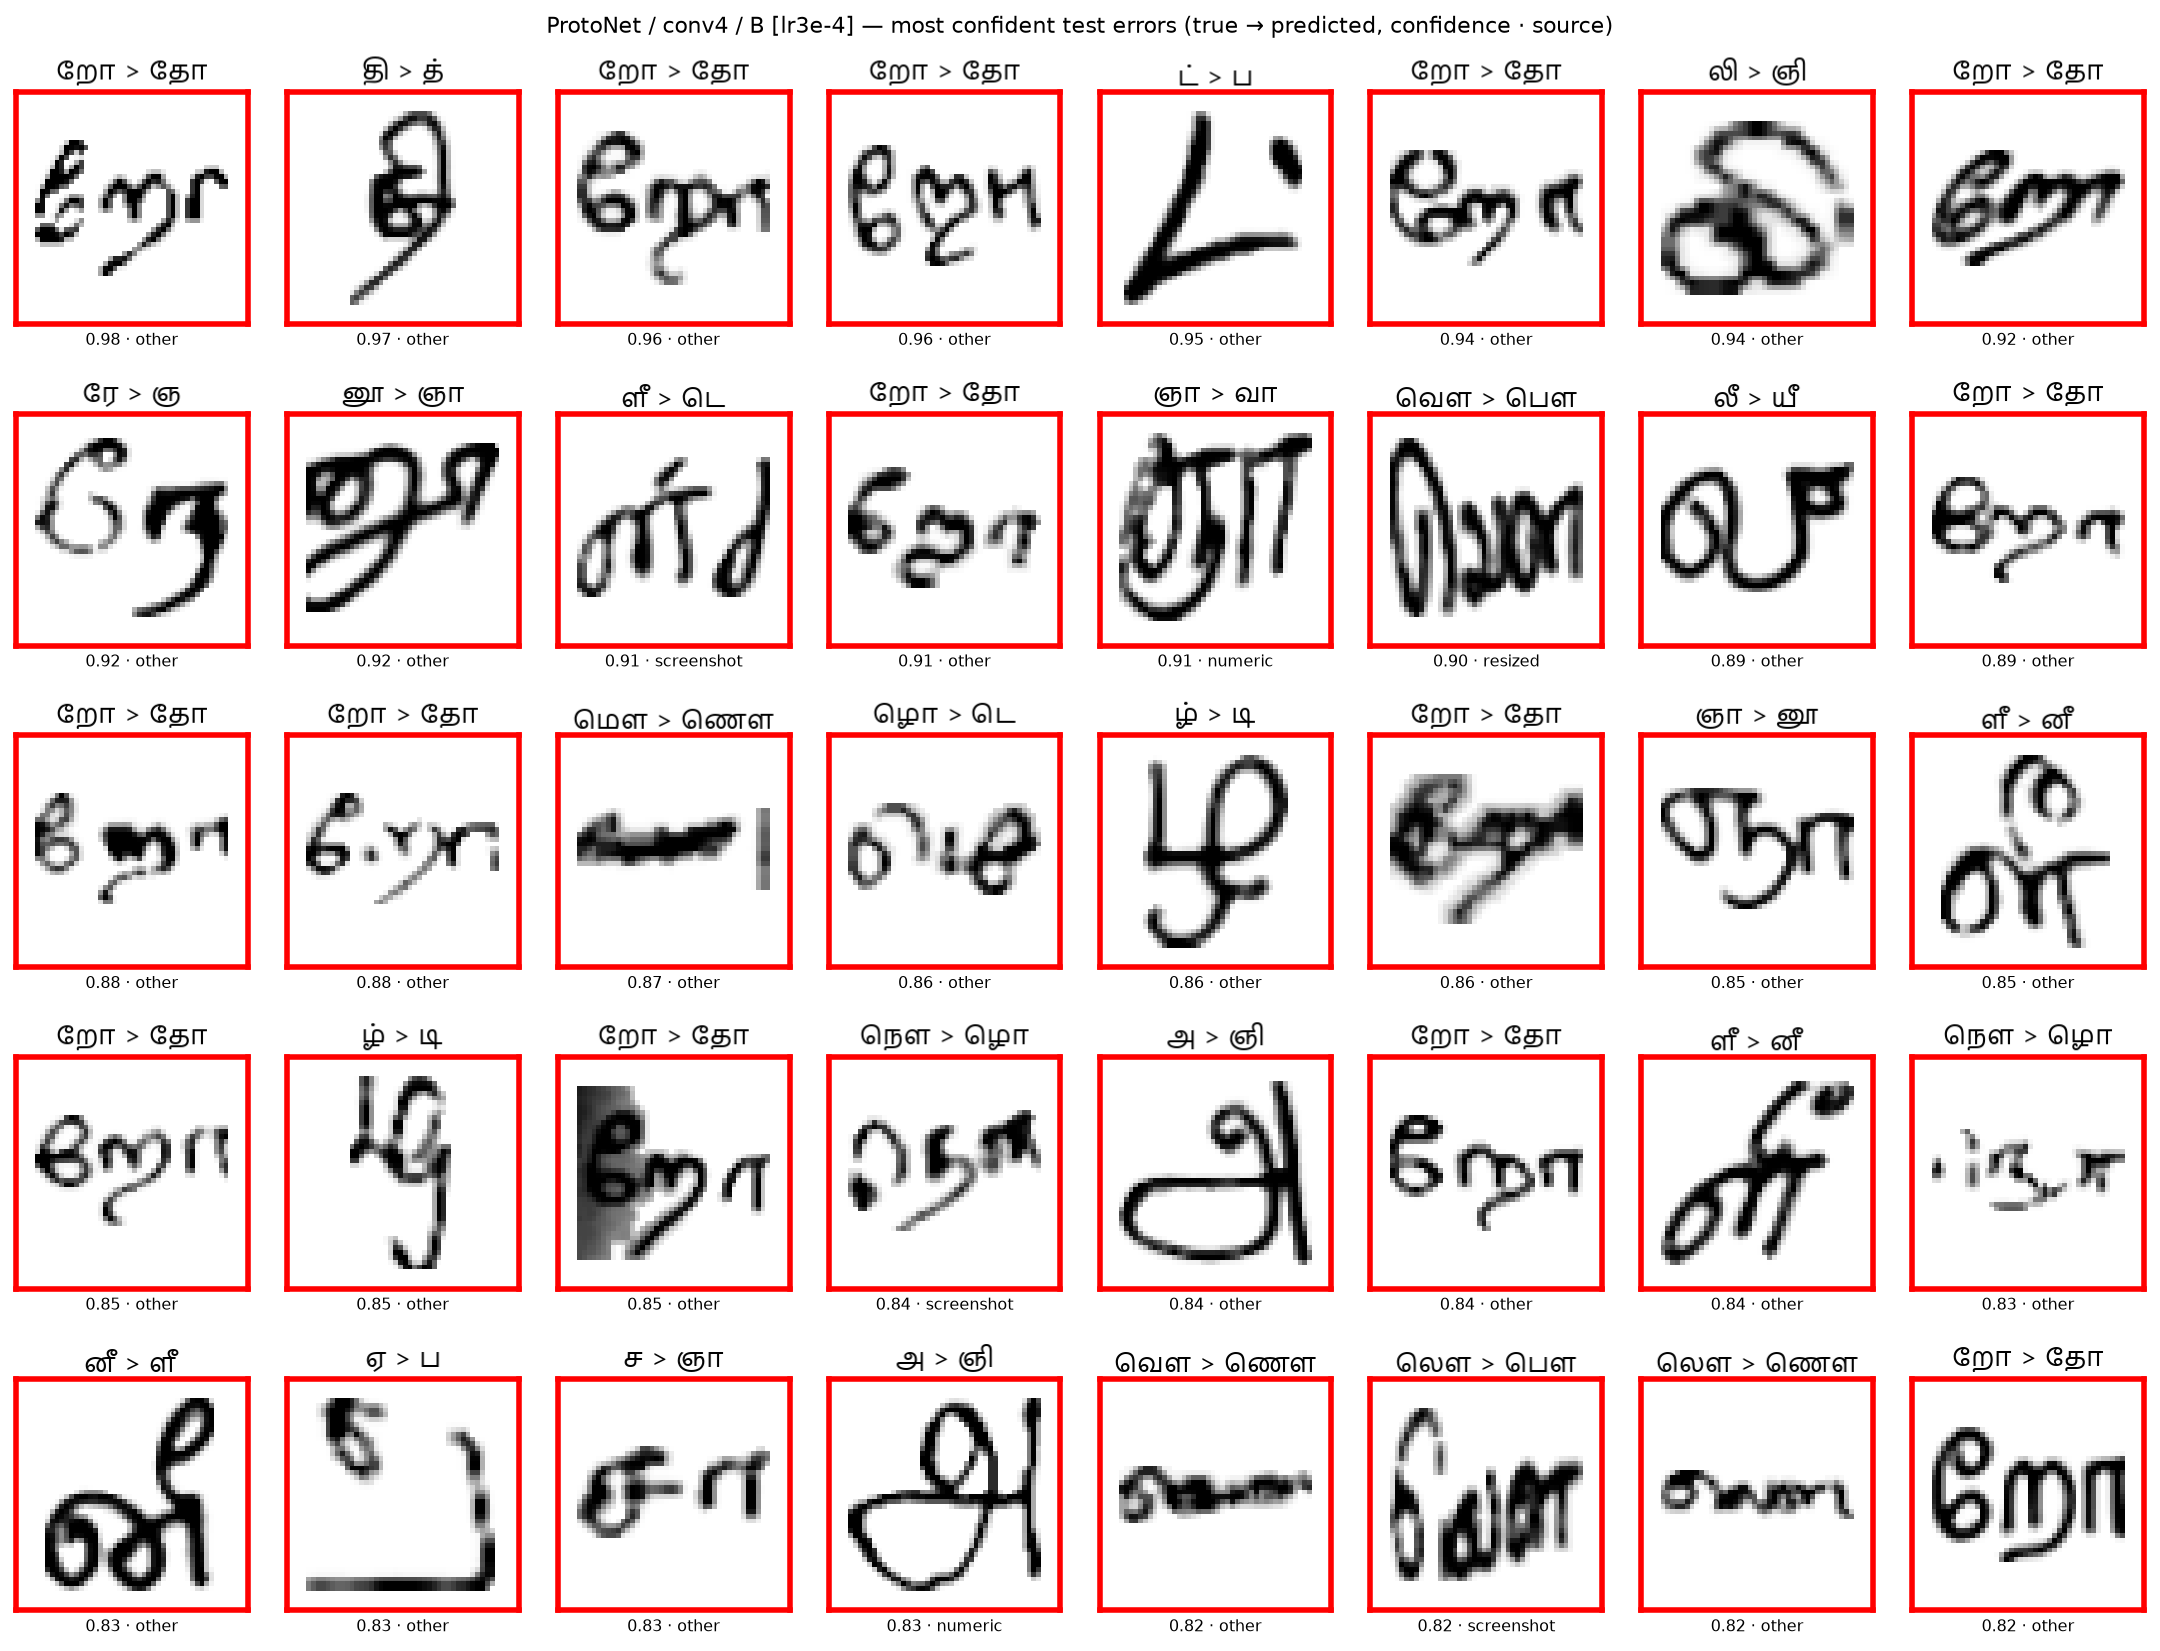 ProtoNet / conv4 / B [lr3e-4] — most confident test errors (true → predicted, confidence · source)
றோ > தோ தி > த் றோ > தோ றோ > தோ ட் > ப றோ > தோ லி > ஞி றோ > தோ
0.98 · other 0.97 · other 0.96 · other 0.96 · other 0.95 · other 0.94 · other 0.94 · other 0.92 · other
ரே > ஞ னூ > ஞா ளீ > டெ றோ > தோ ஞா > வா வௌ > பௌ லீ > யீ றோ > தோ
0.92 · other 0.92 · other 0.91 · screenshot 0.91 · other 0.91 · numeric 0.90 · resized 0.89 · other 0.89 · other
றோ > தோ றோ > தோ மௌ > ணௌ ழொ > டெ ழ் > டி றோ > தோ ஞா > னூ ளீ > னீ
0.88 · other 0.88 · other 0.87 · other 0.86 · other 0.86 · other 0.86 · other 0.85 · other 0.85 · other
றோ > தோ ழ் > டி றோ > தோ நௌ > ழொ அ > ஞி றோ > தோ ளீ > னீ நௌ > ழொ
0.85 · other 0.85 · other 0.85 · other 0.84 · screenshot 0.84 · other 0.84 · other 0.84 · other 0.83 · other
னீ > ளீ ஏ > ப ச > ஞா அ > ஞி வௌ > ணௌ லௌ > பௌ லௌ > ணௌ றோ > தோ
0.83 · other 0.83 · other 0.83 · other 0.83 · numeric 0.82 · other 0.82 · screenshot 0.82 · other 0.82 · other